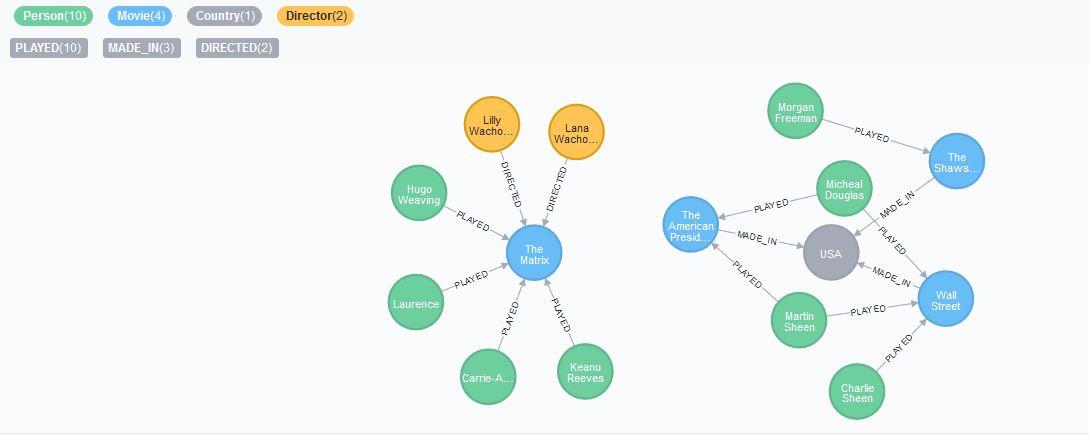 Person(10) Movie(4) Country(1) Director(2)
PLAYED(10) MADE_IN(3) DIRECTED(2)
Lilly
Wacho...
Lana
Wacho...
DIRECTED
DIRECTED
Hugo
Weaving
PLAYED
The
Matrix
Laurence
PLAYED
Carrie-A...
PLAYED
Keanu
Reeves
PLAYED
Morgan
Freeman
PLAYED
The
Shaws...
Micheal
Douglas
PLAYED
MADE_IN
The
American
Presid...
MADE_IN
PLAYED
USA
MADE_IN
PLAYED
Wall
Street
Martin
Sheen
PLAYED
PLAYED
Charlie
Sheen